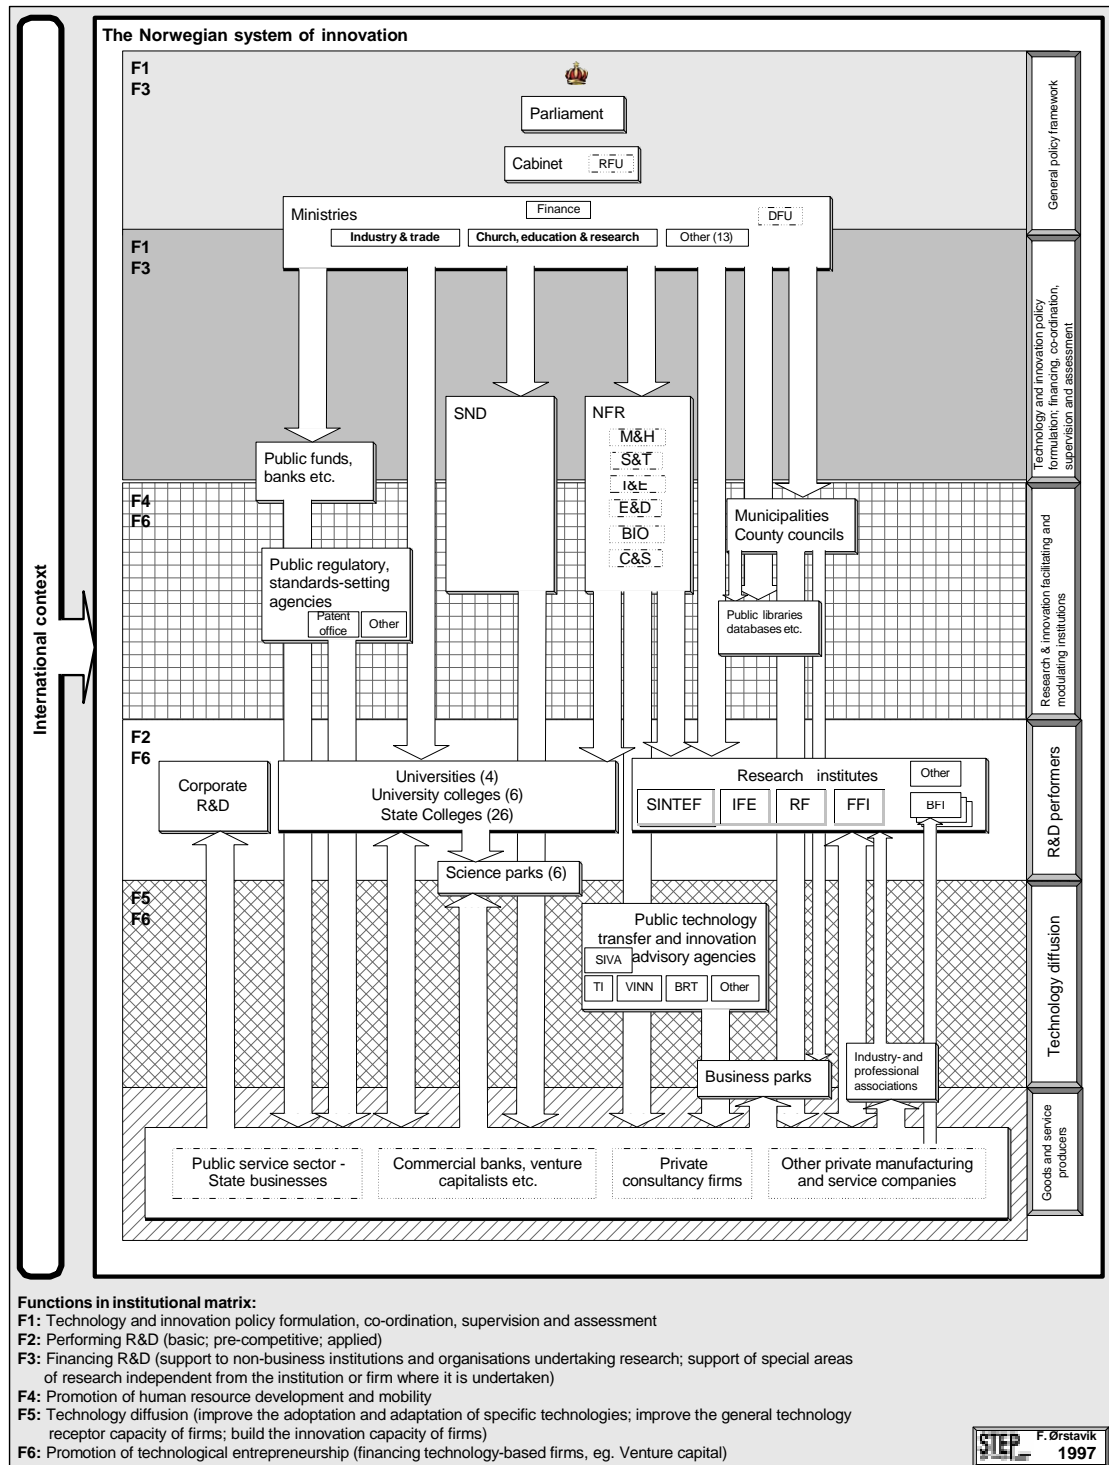 The Norwegian system of innovation
F1
F3
Parliament
Cabinet
RFU
Ministries
Finance
DFU
Industry & trade
Church, education & research
Other (13)
General policy framework
F1
F3
SND
NFR
M&H
S&T
I&E
E&D
BIO
C&S
Public funds,
banks etc.
Technology and innovation policy
formulation; financing, co-ordination,
supervision and assessment
F4
F6
Municipalities
County councils
Public regulatory,
standards-setting
agencies
Patent
office
Other
Public libraries
databases etc.
Research & innovation facilitating and
modulating institutions
International context
F2
F6
Corporate
R&D
Universities (4)
University colleges (6)
State Colleges (26)
Research institutes
Other
SINTEF
IFE
RF
FFI
BFI
R&D performers
Science parks (6)
F5
F6
Public technology
transfer and innovation
advisory agencies
SIVA
TI
VINN
BRT
Other
Business parks
Industry- and
professional
associations
Technology diffusion
Public service sector -
State businesses
Commercial banks, venture
capitalists etc.
Private
consultancy firms
Other private manufacturing
and service companies
Goods and service
producers
Functions in institutional matrix:
F1: Technology and innovation policy formulation, co-ordination, supervision and assessment
F2: Performing R&D (basic; pre-competitive; applied)
F3: Financing R&D (support to non-business institutions and organisations undertaking research; support of special areas
of research independent from the institution or firm where it is undertaken)
F4: Promotion of human resource development and mobility
F5: Technology diffusion (improve the adoptation and adaptation of specific technologies; improve the general technology
receptor capacity of firms; build the innovation capacity of firms)
F6: Promotion of technological entrepreneurship (financing technology-based firms, eg. Venture capital)
STEP
F. Ørstavik
1997